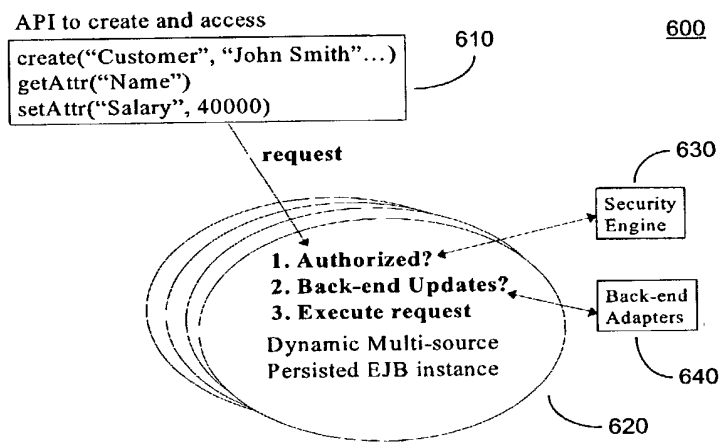 API to create and access
600
create(“Customer”, “John Smith”...)
getAttr(“Name”)
setAttr(“Salary”, 40000)
610
request
630
Security
Engine
1. Authorized?
2. Back-end Updates?
3. Execute request
Dynamic Multi-source
Persisted EJB instance
Back-end
Adapters
640
620